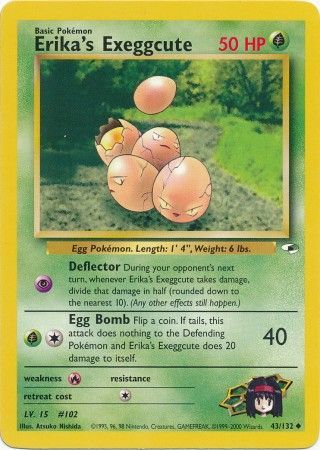 Basic Pokémon
Erika's Exeggcute 50 HP
Egg Pokémon. Length: 1' 4", Weight: 6 lbs.
Deflector During your opponent's next
turn, whenever Erika's Exeggcute takes damage,
divide that damage in half (rounded down to
the nearest 10). (Any other effects still happen.)
Egg Bomb Flip a coin. If tails, this
attack does nothing to the Defending
Pokémon and Erika's Exeggcute does 20
damage to itself.
40
weakness resistance
retreat cost
LV. 15 #102
43/132
Illus. Atsuko Nishida ©1995, 96, 98 Nintendo, Creatures, GAMEFREAK. ©1999-2000 Wizards.